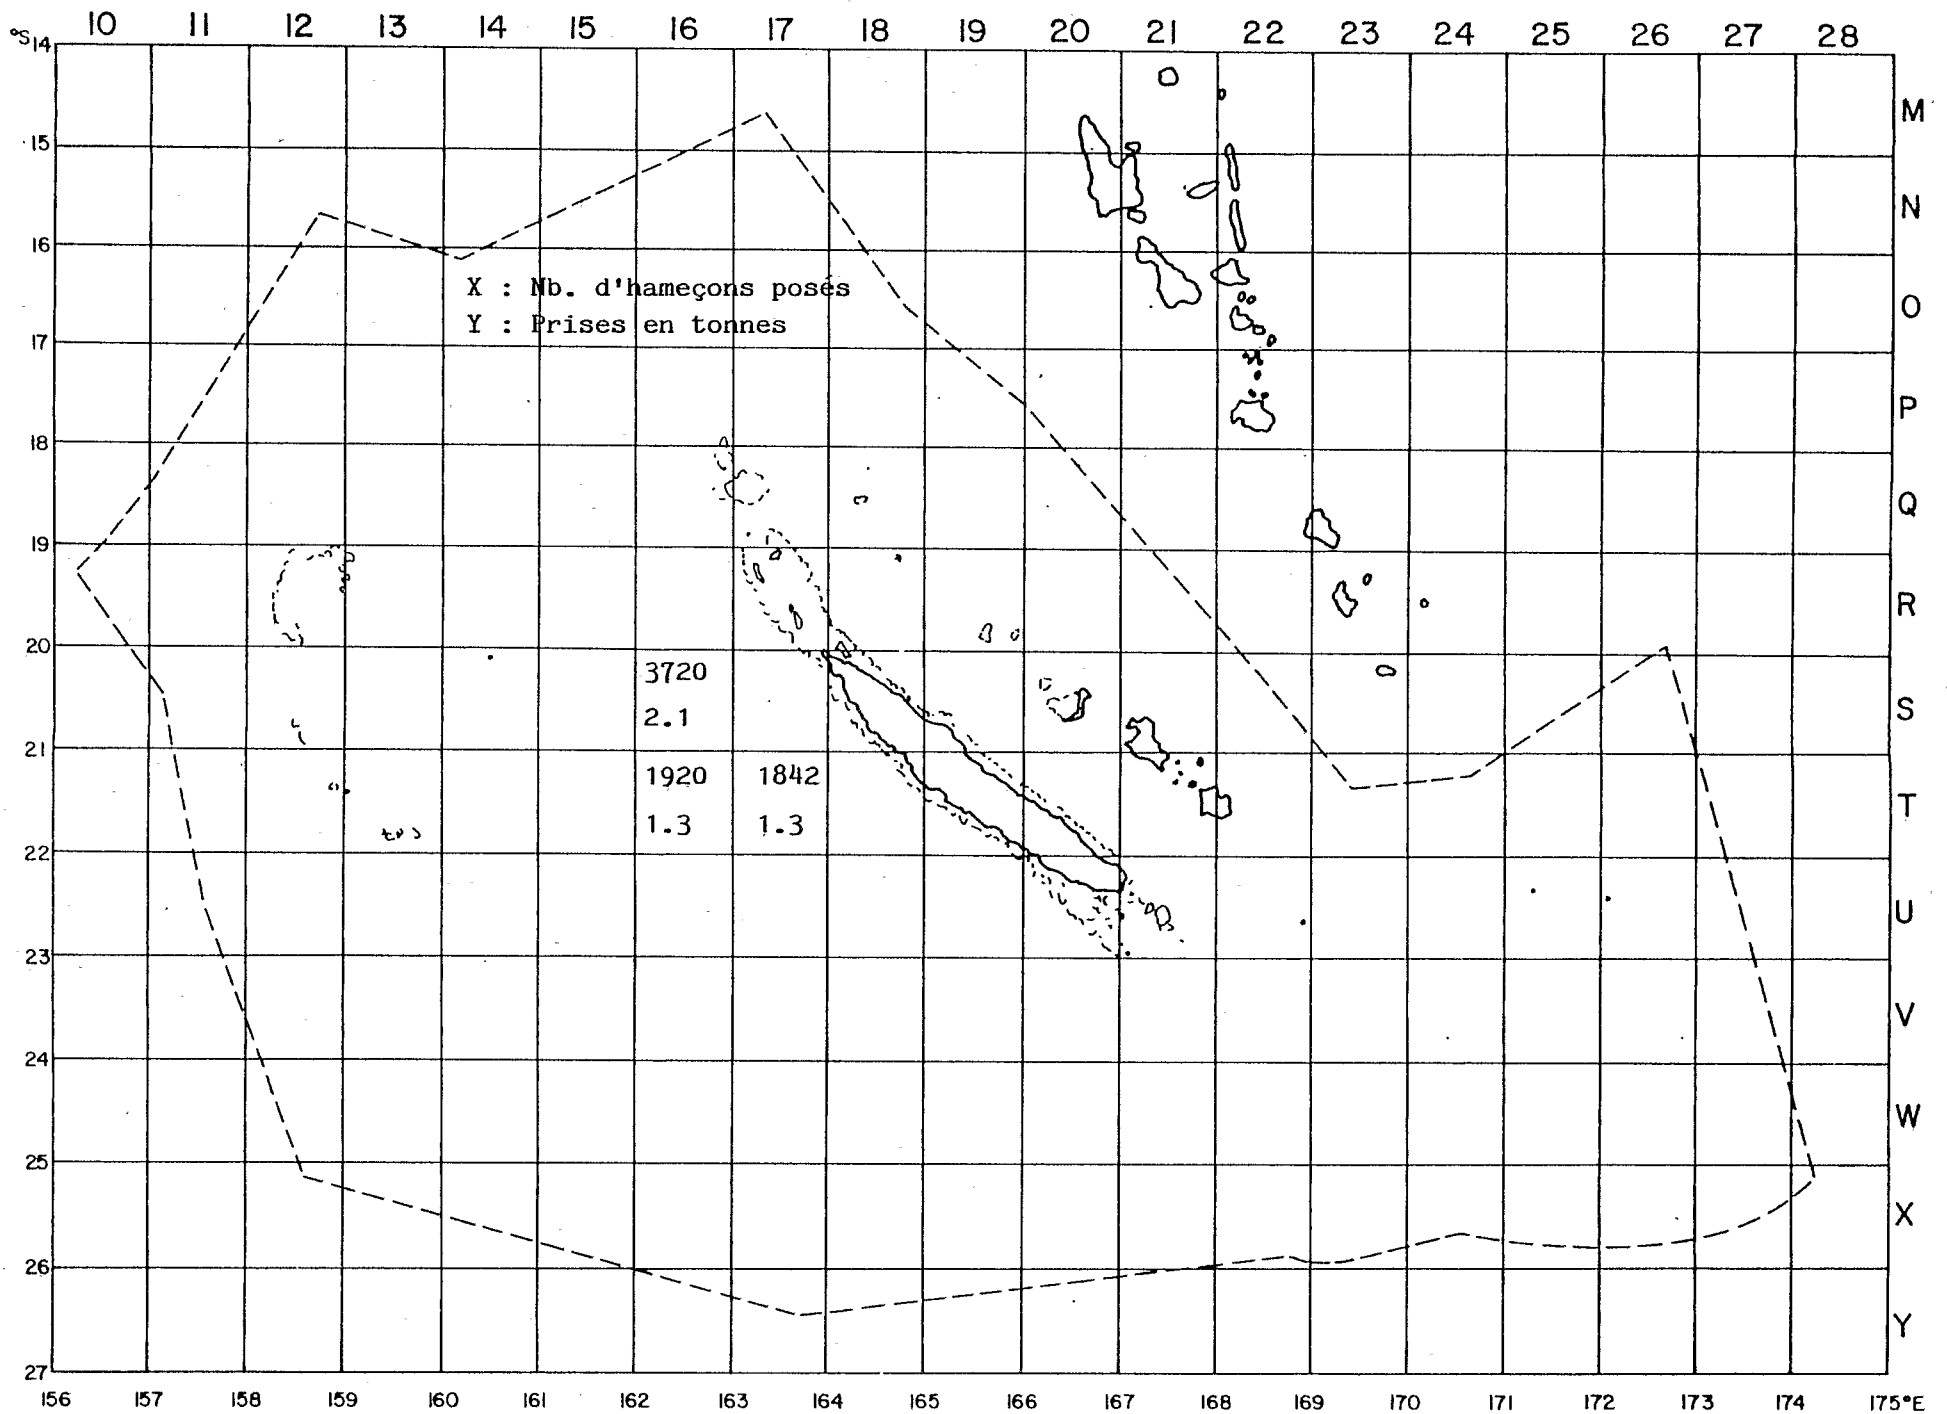 10 11 12 13 14 15 16 17 18 19 20 21 22 23 24 25 26 27 28
°S 14
M
15
N
16
X : Nb. d'hameçons posés
O
Y : Prises en tonnes
17
P
18
Q
19
R
20
3720
S
2.1
21
1920 1842
T
1.3 1.3
22
U
23
V
24
W
25
X
26
Y
27
156 157 158 159 160 161 162 163 164 165 166 167 168 169 170 171 172 173 174 175°E